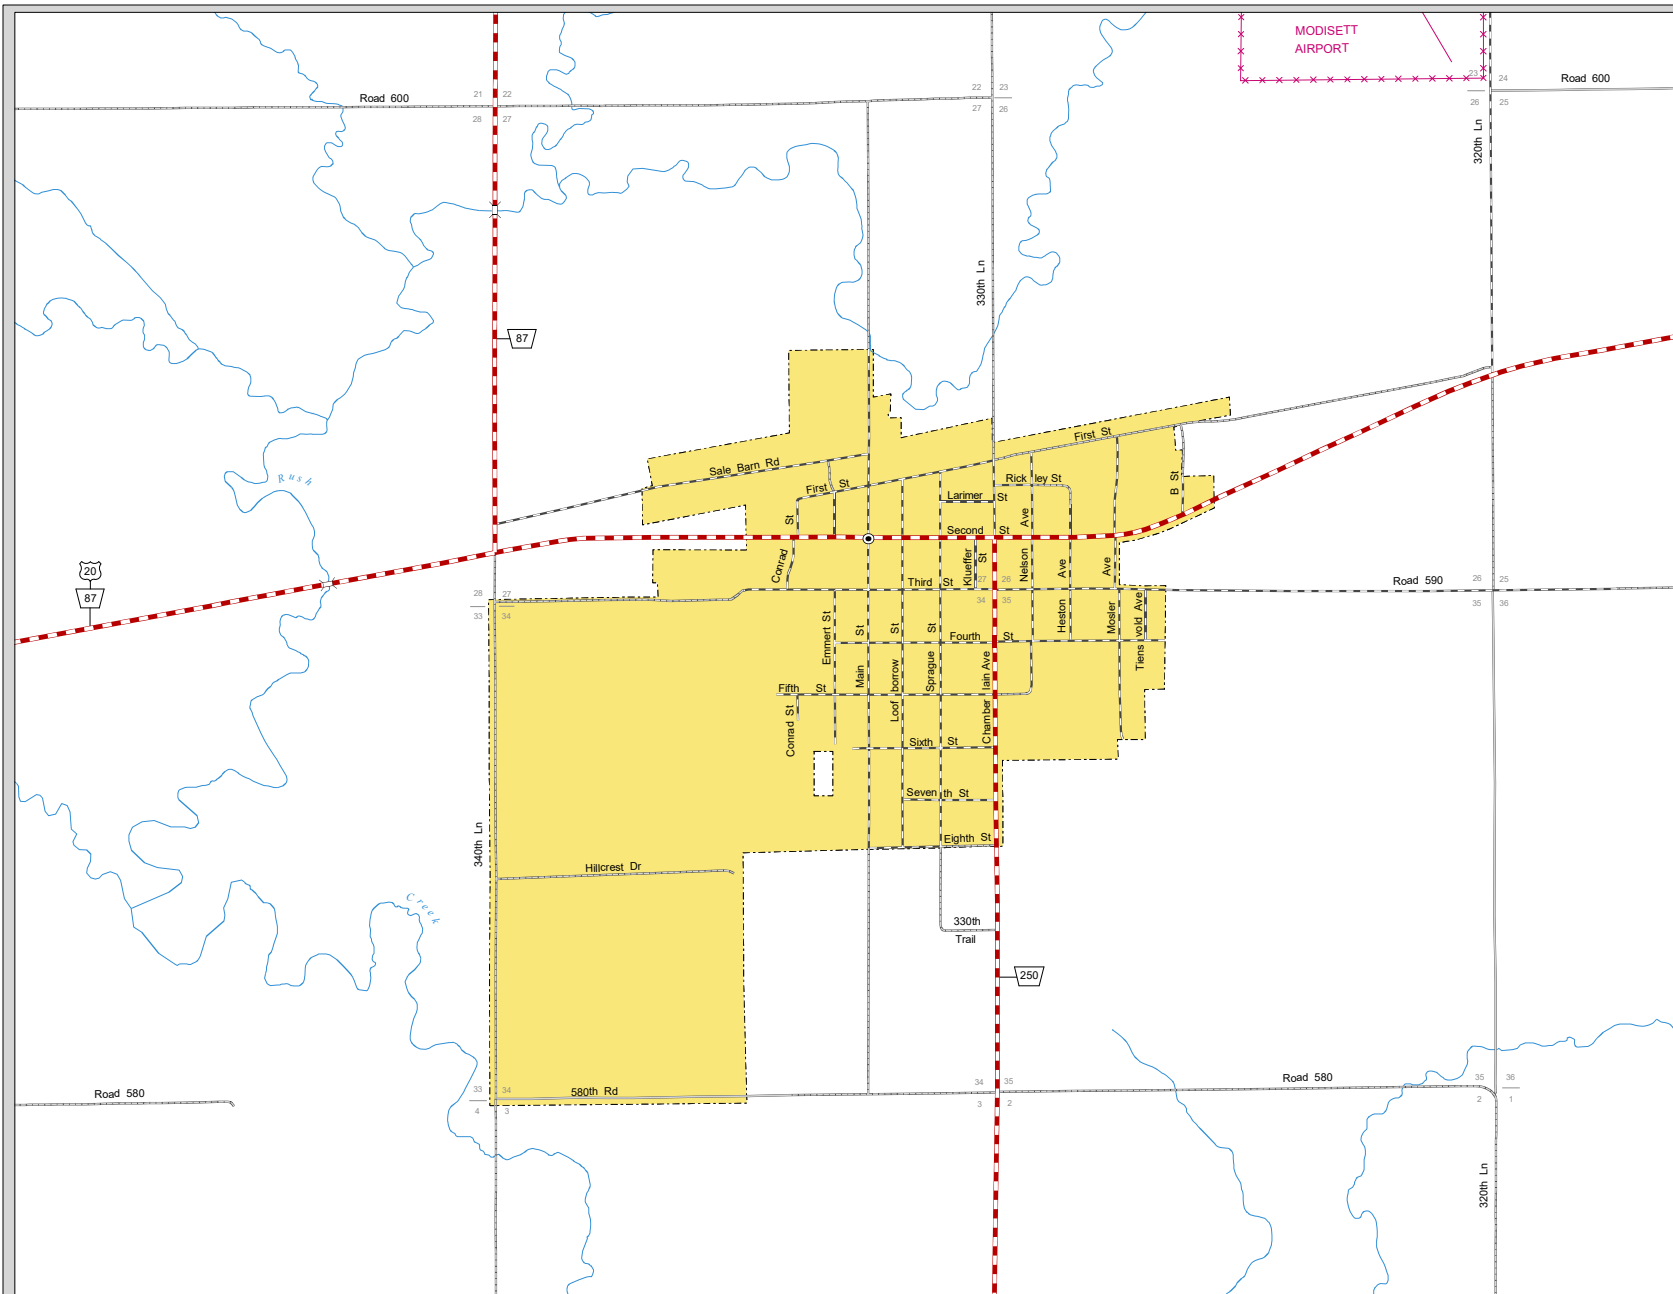 MODISETT
AIRPORT
23 24
26 25
Road 600
Road 600
21 22
28 27
22 23
27 26
320th Ln
330th Ln
87
First St
Sale Barn Rd
Rush
First St
Rick ley St
Larimer St
B St
St
Ave
Second St
20
87
Conrad
Klueffer
St
Nelson
Ave
Ave
Third St
27 26
34 35
Road 590
26 25
35 36
28 27
33 34
Emmert St
St
St
St
Heston
Mosler
Tiens vold Ave
Fourth St
Main
Loof borrow
Sprague
Chamber lain Ave
Fifth St
Conrad St
Sixth St
Seven th St
Eighth St
340th Ln
Hillcrest Dr
Creek
330th
Trail
250
Road 580
33 34
4 3
580th Rd
34 35
3 2
Road 580
35 36
2 1
320th Ln